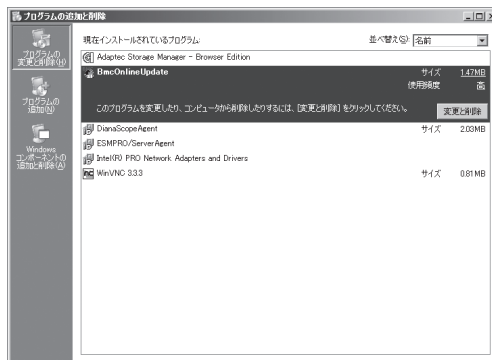 プログラムの追加と削除
プログラムの
変更と削除(H)
プログラムの
追加(N)
Windows
コンポーネントの
追加と削除(A)
現在インストールされているプログラム:
並べ替え(S): 名前
Adaptec Storage Manager - Browser Edition
BmcOnlineUpdate サイズ 1.47MB
使用頻度 高
このプログラムを変更したり、コンピュータから削除したりするには、[変更と削除] をクリックしてください。
変更と削除
DianaScopeAgent サイズ 2.03MB
ESMPRO/ServerAgent
Intel(R) PRO Network Adapters and Drivers
WinVNC 3.3.3 サイズ 0.81MB